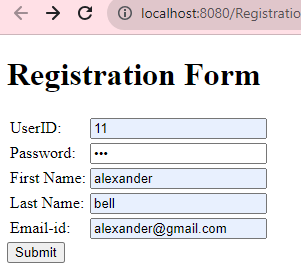 localhost:8080/Registratio
Registration Form
UserID: 11
Password: •••
First Name: alexander
Last Name: bell
Email-id: alexander@gmail.com
Submit